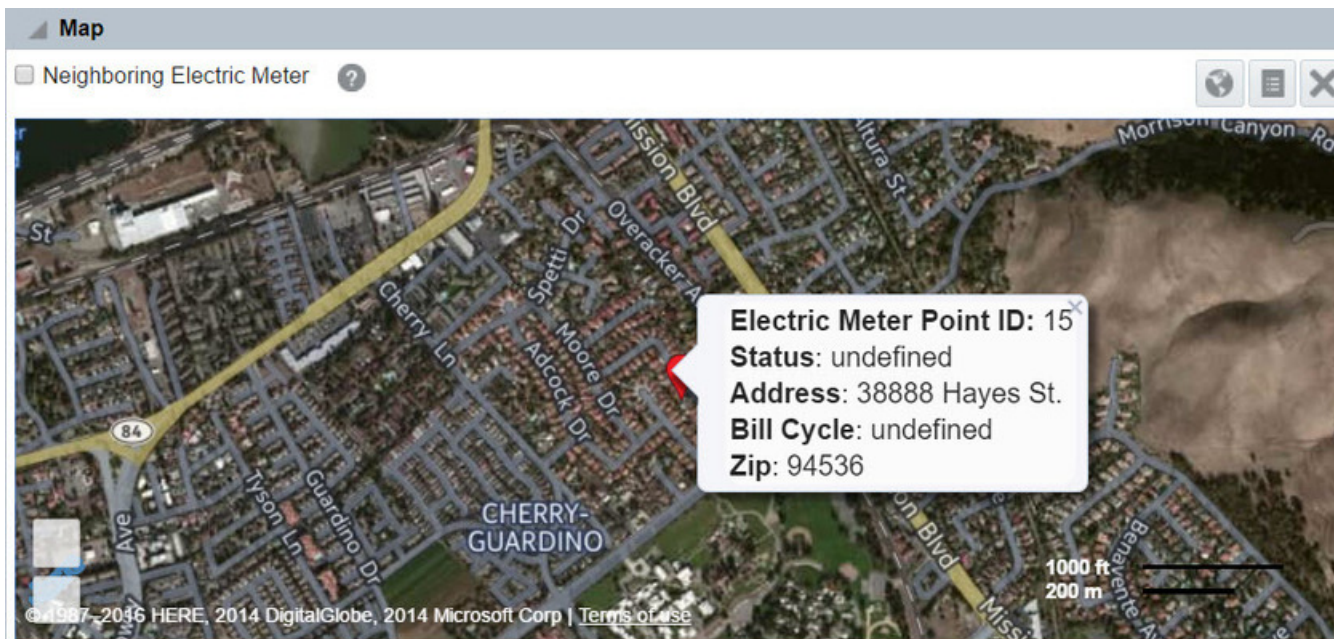 Map
Neighboring Electric Meter ?
Morrison Canyon Rd
Mission Blvd
Altura St
St
Overacker A
Spetti Dr
Cherry Ln
Moore Dr
Adcock Dr
Electric Meter Point ID: 15
Status: undefined
Address: 38888 Hayes St.
Bill Cycle: undefined
Zip: 94536
84
Tyson Ln
Guardino Dr
Ave
CHERRY-
GUARDINO
on Blvd
Benavente A
Missi
1000 ft
200 m
©1987–2016 HERE, 2014 DigitalGlobe, 2014 Microsoft Corp | Terms of use